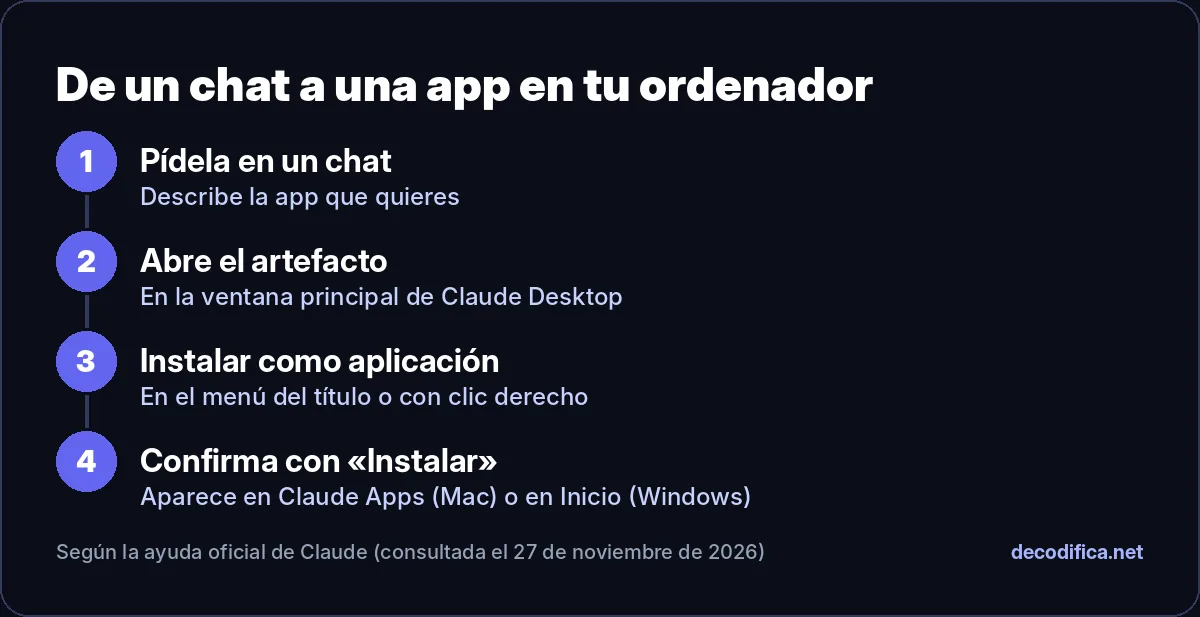 De un chat a una app en tu ordenador
1
Pídela en un chat
Describe la app que quieres
2
Abre el artefacto
En la ventana principal de Claude Desktop
3
Instalar como aplicación
En el menú del título o con clic derecho
4
Confirma con «Instalar»
Aparece en Claude Apps (Mac) o en Inicio (Windows)
Según la ayuda oficial de Claude (consultada el 27 de noviembre de 2026)
decodifica.net